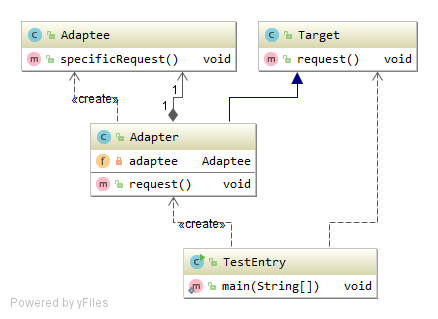 Adaptee
specificRequest() void
Target
request() void
1
«create»
1
Adapter
adaptee Adaptee
request() void
«create»
TestEntry
main(String[]) void
Powered by yFiles